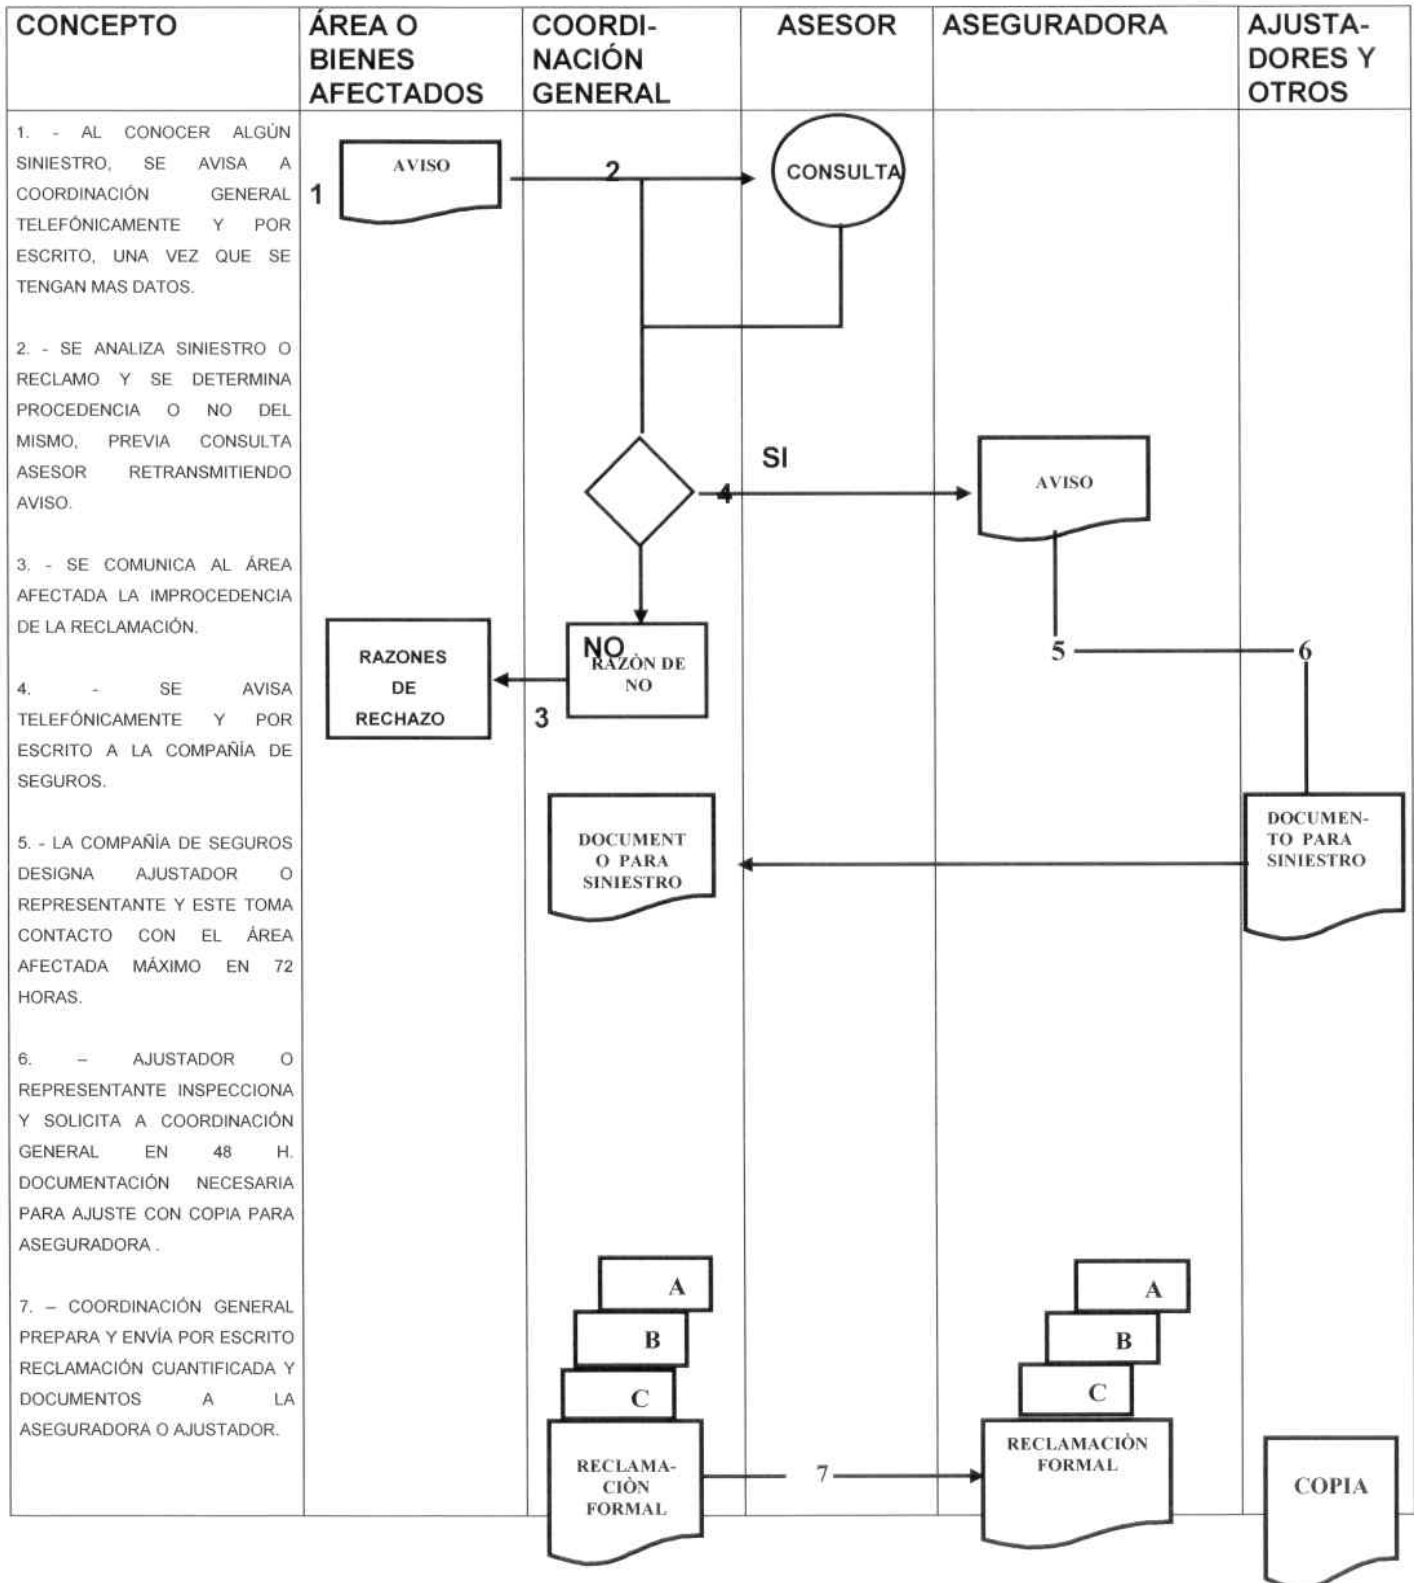 CONCEPTO
ÁREA O
BIENES
AFECTADOS
COORDI-
NACIÓN
GENERAL
ASESOR
ASEGURADORA
AJUSTA-
DORES Y
OTROS
1. - AL CONOCER ALGÚN
SINIESTRO, SE AVISA A
COORDINACIÓN GENERAL
TELEFÓNICAMENTE Y POR
ESCRITO, UNA VEZ QUE SE
TENGAN MAS DATOS.
2. - SE ANALIZA SINIESTRO O
RECLAMO Y SE DETERMINA
PROCEDENCIA O NO DEL
MISMO, PREVIA CONSULTA
ASESOR RETRANSMITIENDO
AVISO.
3. - SE COMUNICA AL ÁREA
AFECTADA LA IMPROCEDENCIA
DE LA RECLAMACIÓN.
4. - SE AVISA
TELEFÓNICAMENTE Y POR
ESCRITO A LA COMPAÑÍA DE
SEGUROS.
5. - LA COMPAÑÍA DE SEGUROS
DESIGNA AJUSTADOR O
REPRESENTANTE Y ESTE TOMA
CONTACTO CON EL ÁREA
AFECTADA MÁXIMO EN 72
HORAS.
6. – AJUSTADOR O
REPRESENTANTE INSPECCIONA
Y SOLICITA A COORDINACIÓN
GENERAL EN 48 H.
DOCUMENTACIÓN NECESARIA
PARA AJUSTE CON COPIA PARA
ASEGURADORA .
7. – COORDINACIÓN GENERAL
PREPARA Y ENVÍA POR ESCRITO
RECLAMACIÓN CUANTIFICADA Y
DOCUMENTOS A LA
ASEGURADORA O AJUSTADOR.
1
AVISO
2
CONSULTA
SI
4
AVISO
5
6
NO
RAZÒN DE
NO
3
RAZONES
DE
RECHAZO
DOCUMENT
O PARA
SINIESTRO
DOCUMEN-
TO PARA
SINIESTRO
A
B
C
RECLAMA-
CIÒN
FORMAL
7
A
B
C
RECLAMACIÒN
FORMAL
COPIA